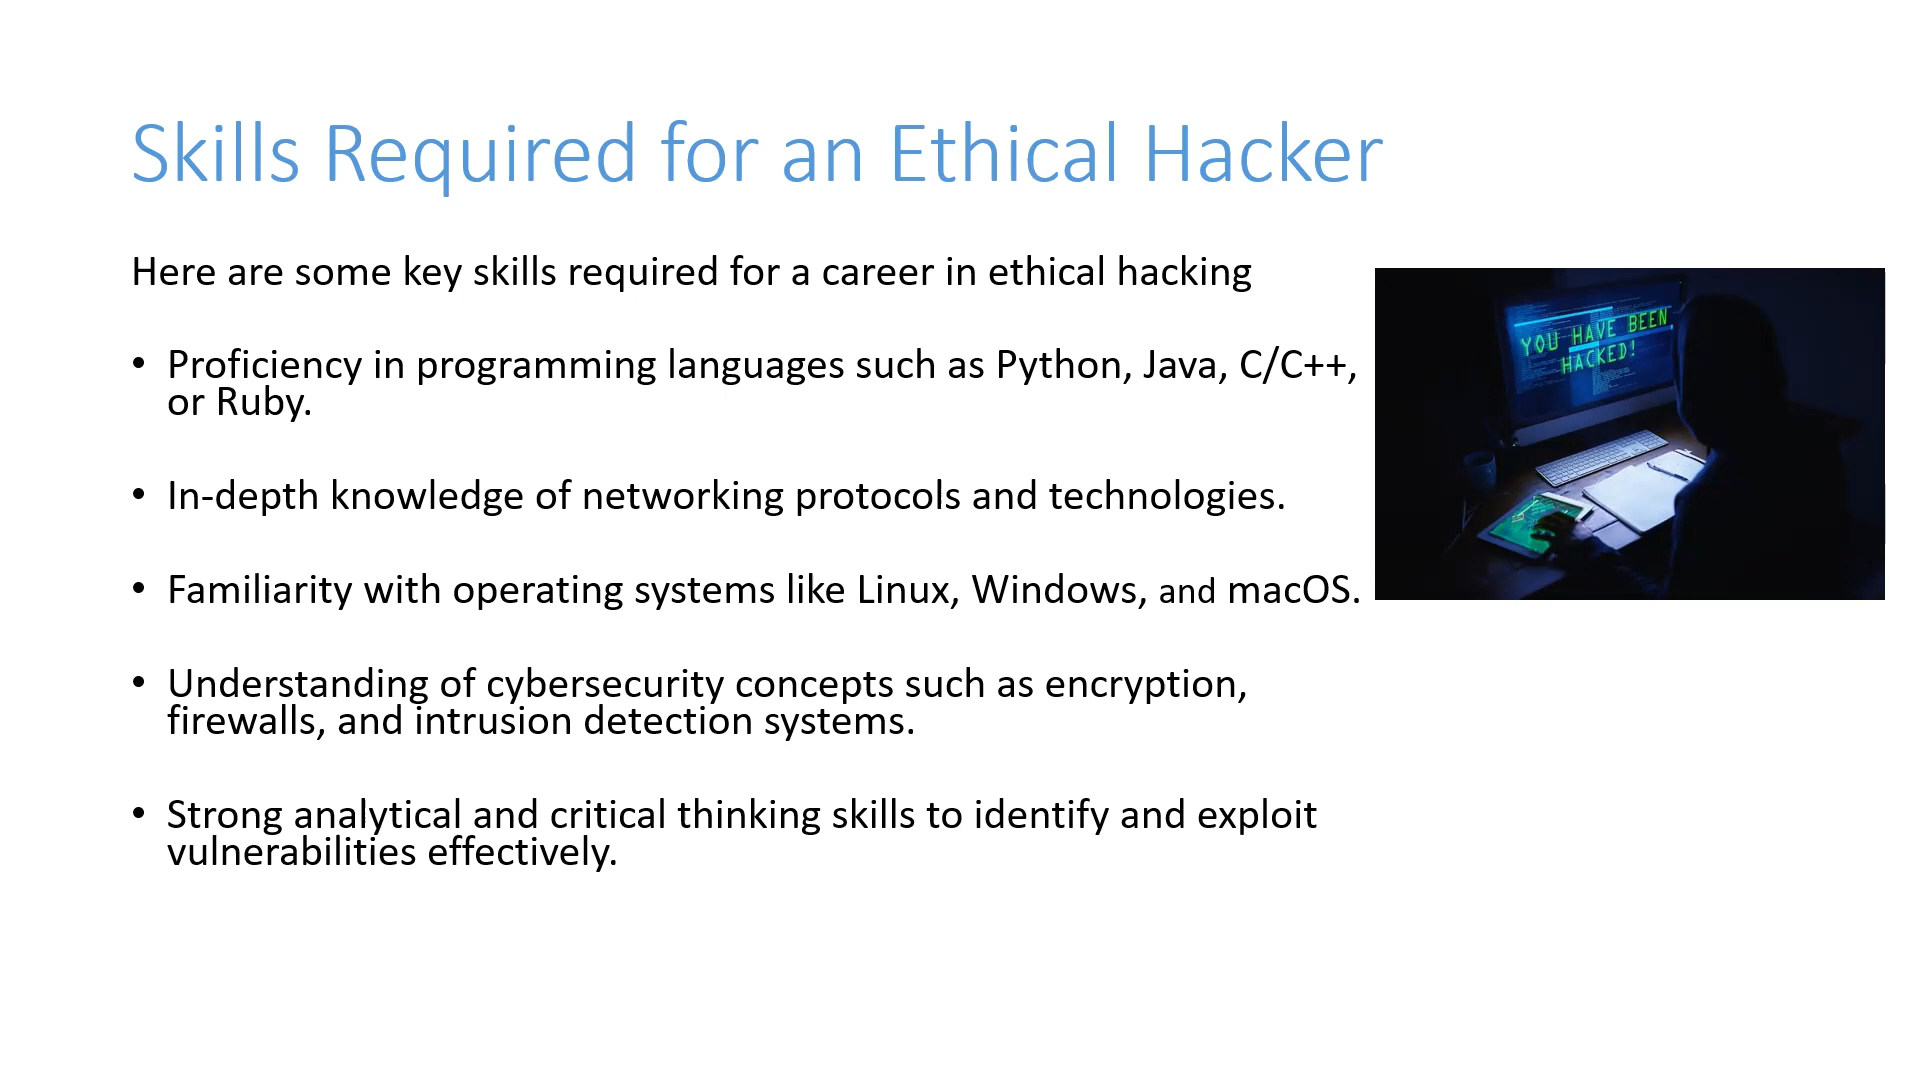 Skills Required for an Ethical Hacker
Here are some key skills required for a career in ethical hacking
• Proficiency in programming languages such as Python, Java, C/C++,
or Ruby.
• In-depth knowledge of networking protocols and technologies.
• Familiarity with operating systems like Linux, Windows, and macOS.
• Understanding of cybersecurity concepts such as encryption,
firewalls, and intrusion detection systems.
• Strong analytical and critical thinking skills to identify and exploit
vulnerabilities effectively.
YOU HAVE BEEN
HACKED!